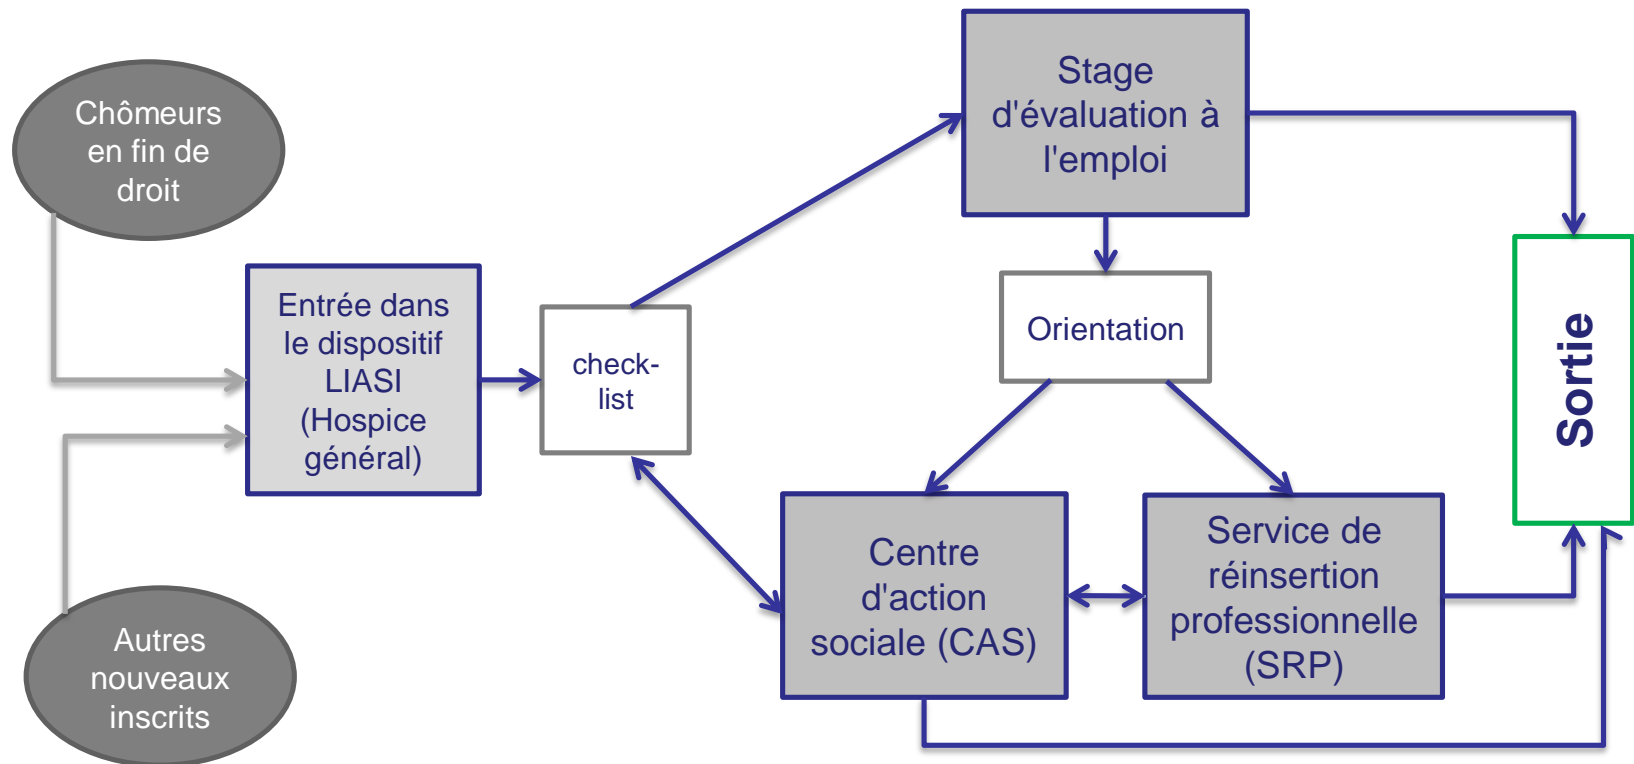 Chômeurs
en fin de
droit
Autres
nouveaux
inscrits
Entrée dans
le dispositif
LIASI
(Hospice
général)
check-
list
Stage
d'évaluation à
l'emploi
Orientation
Centre
d'action
sociale (CAS)
Service de
réinsertion
professionnelle
(SRP)
Sortie